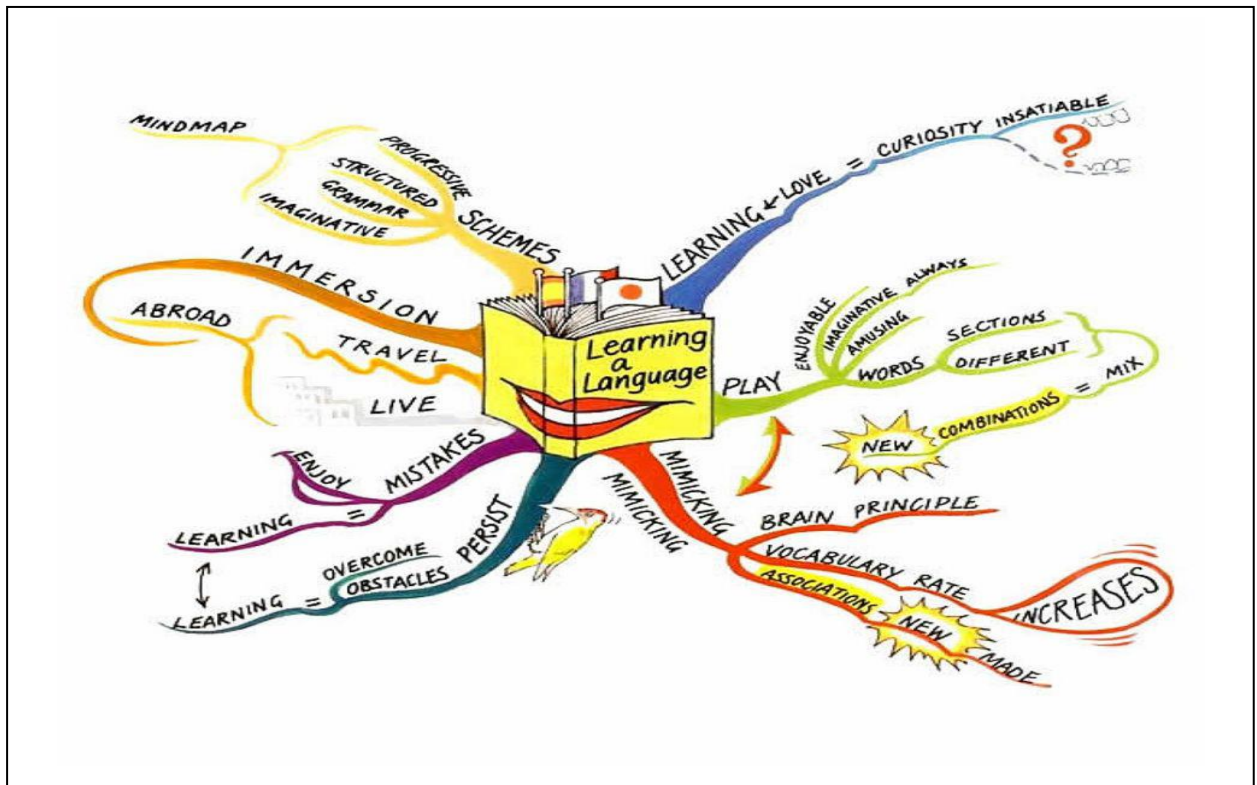 Learning
a
Language
LEARNING
LOVE
=
CURIOSITY
INSATIABLE
?
PLAY
ENJOYABLE
IMAGINATIVE ALWAYS
AMUSING
WORDS
SECTIONS
DIFFERENT
MIX
=
COMBINATIONS
NEW
MIMICKING
MIMICKING
BRAIN PRINCIPLE
VOCABULARY RATE
INCREASES
ASSOCIATIONS
NEW
MADE
PERSIST
OVERCOME
OBSTACLES
=
LEARNING
MISTAKES
ENJOY
=
LEARNING
IMMERSION
TRAVEL
LIVE
ABROAD
SCHEMES
PROGRESSIVE
STRUCTURED
GRAMMAR
IMAGINATIVE
MINDMAP